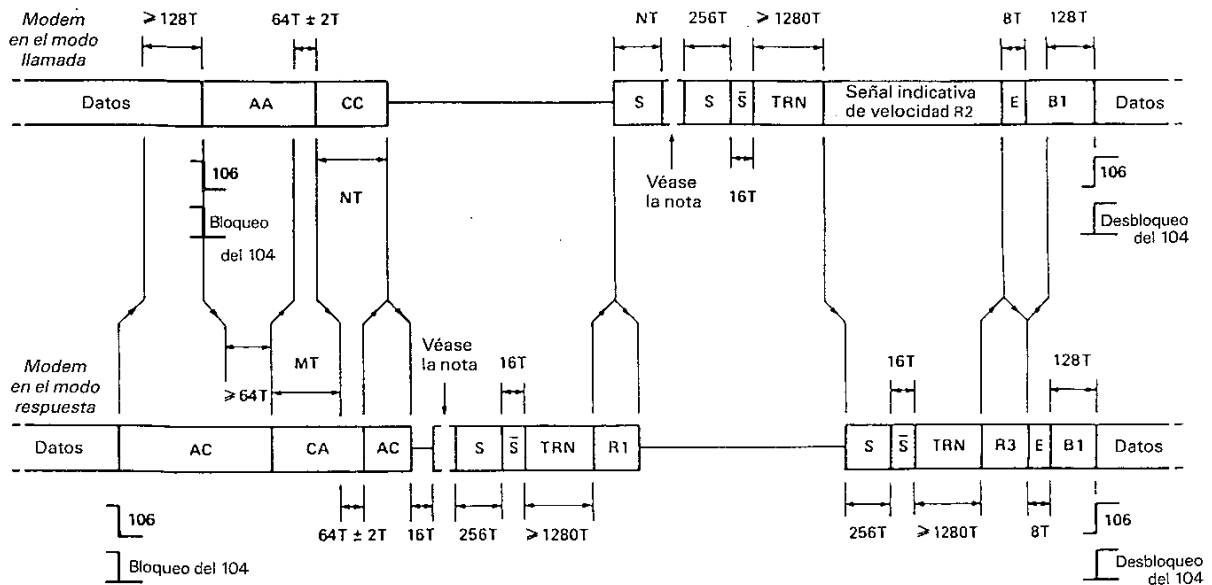 Modem
en el modo
llamada
⩾ 128T
64T ± 2T
NT
256T
⩾ 1280T
8T
128T
Datos
AA
CC
S
S
S̄
TRN
Señal indicativa
de velocidad R2
E
B1
Datos
106
Bloqueo
del 104
NT
Véase
la nota
16T
106
Desbloqueo
del 104
Modem
en el modo
respuesta
⩾ 64T
MT
Véase
la nota
16T
16T
128T
Datos
AC
CA
AC
S
S̄
TRN
R1
S
S̄
TRN
R3
E
B1
Datos
106
Bloqueo del 104
64T ± 2T
16T
256T
⩾ 1280T
256T
⩾ 1280T
8T
106
Desbloqueo
del 104